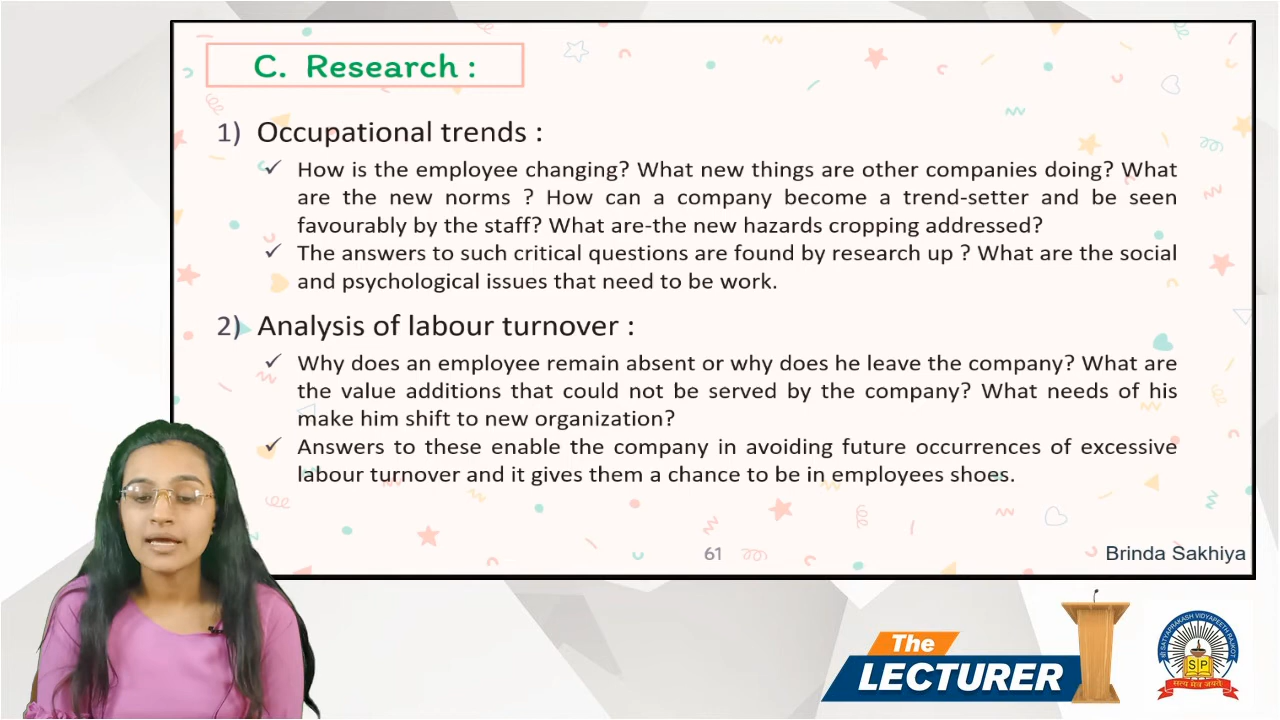 C. Research :
1) Occupational trends :
✓ How is the employee changing? What new things are other companies doing? What
are the new norms ? How can a company become a trend-setter and be seen
favourably by the staff? What are-the new hazards cropping addressed?
✓ The answers to such critical questions are found by research up ? What are the social
and psychological issues that need to be work.
2) Analysis of labour turnover :
✓ Why does an employee remain absent or why does he leave the company? What are
the value additions that could not be served by the company? What needs of his
make him shift to new organization?
✓ Answers to these enable the company in avoiding future occurrences of excessive
labour turnover and it gives them a chance to be in employees shoes.
61
Brinda Sakhiya
The
LECTURER
SATYAPRAKASH VIDYAPEETH RAJKOT
S P
सत्य मेव जयते